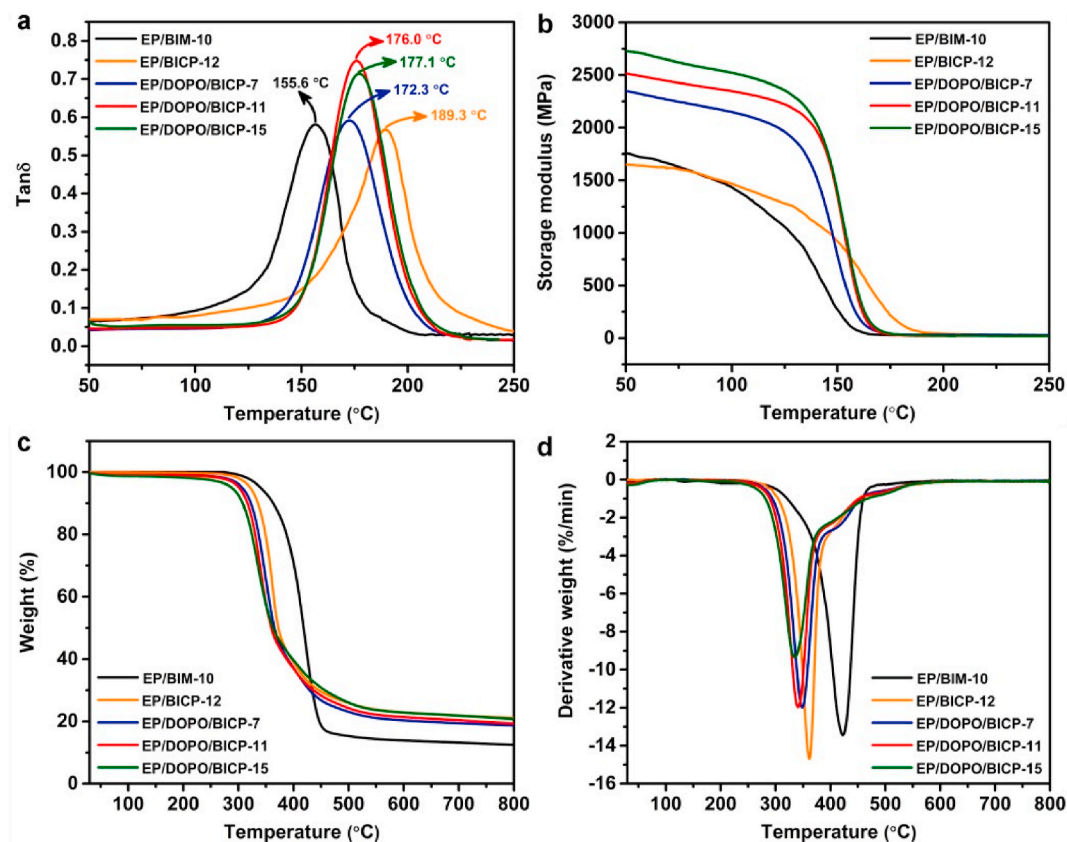 a
Tanδ
0.8
0.7
0.6
0.5
0.4
0.3
0.2
0.1
0.0
EP/BIM-10
EP/BICP-12
EP/DOPO/BICP-7
EP/DOPO/BICP-11
EP/DOPO/BICP-15
155.6 °C
176.0 °C
177.1 °C
172.3 °C
189.3 °C
50 100 150 200 250
Temperature (°C)
b
Storage modulus (MPa)
3000
2500
2000
1500
1000
500
0
EP/BIM-10
EP/BICP-12
EP/DOPO/BICP-7
EP/DOPO/BICP-11
EP/DOPO/BICP-15
50 100 150 200 250
Temperature (°C)
c
Weight (%)
100
80
60
40
20
0
EP/BIM-10
EP/BICP-12
EP/DOPO/BICP-7
EP/DOPO/BICP-11
EP/DOPO/BICP-15
100 200 300 400 500 600 700 800
Temperature (°C)
d
Derivative weight (%/min)
2
0
-2
-4
-6
-8
-10
-12
-14
-16
EP/BIM-10
EP/BICP-12
EP/DOPO/BICP-7
EP/DOPO/BICP-11
EP/DOPO/BICP-15
100 200 300 400 500 600 700 800
Temperature (°C)